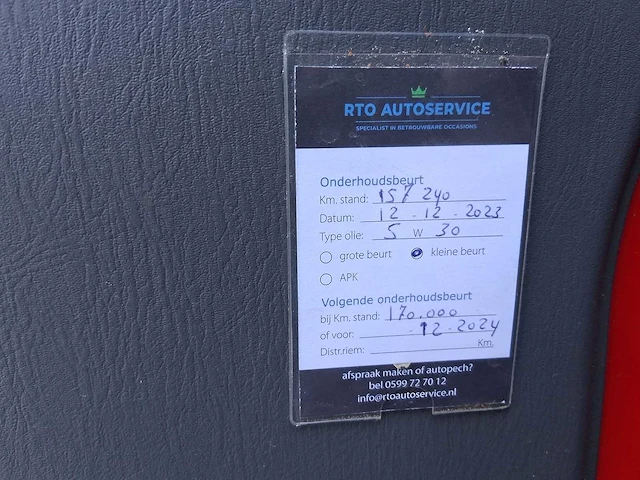 RTO AUTOSERVICE
SPECIALIST IN BETROUWBARE OCCASIONS
Onderhoudsbeurt
Km. stand: 157 240
Datum: 12 - 12 - 2023
Type olie: 5 W 30
grote beurt kleine beurt
APK
Volgende onderhoudsbeurt
bij Km. stand: 170.000
of voor: - 12 - 2024
Distr.riem: Km.
afspraak maken of autopech?
bel 0599 72 70 12
info@rtoautoservice.nl